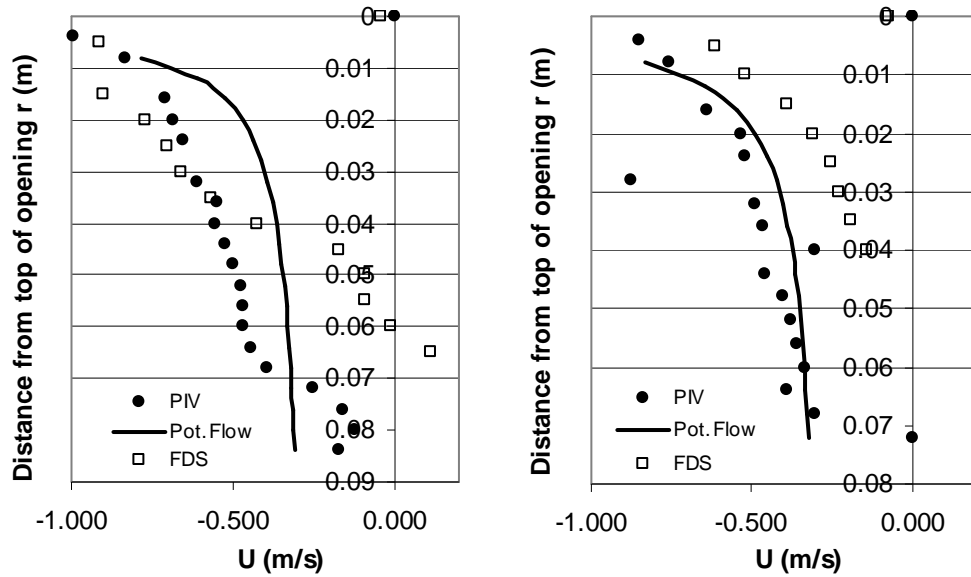 Distance from top of opening r (m)
0
0.01
0.02
0.03
0.04
0.05
0.06
0.07
0.08
0.09
PIV
Pot.Flow
FDS
-1.000
-0.500
0.000
U (m/s)
Distance from top of opening r (m)
0
0.01
0.02
0.03
0.04
0.05
0.06
0.07
0.08
PIV
Pot.Flow
FDS
-1.000
-0.500
0.000
U (m/s)